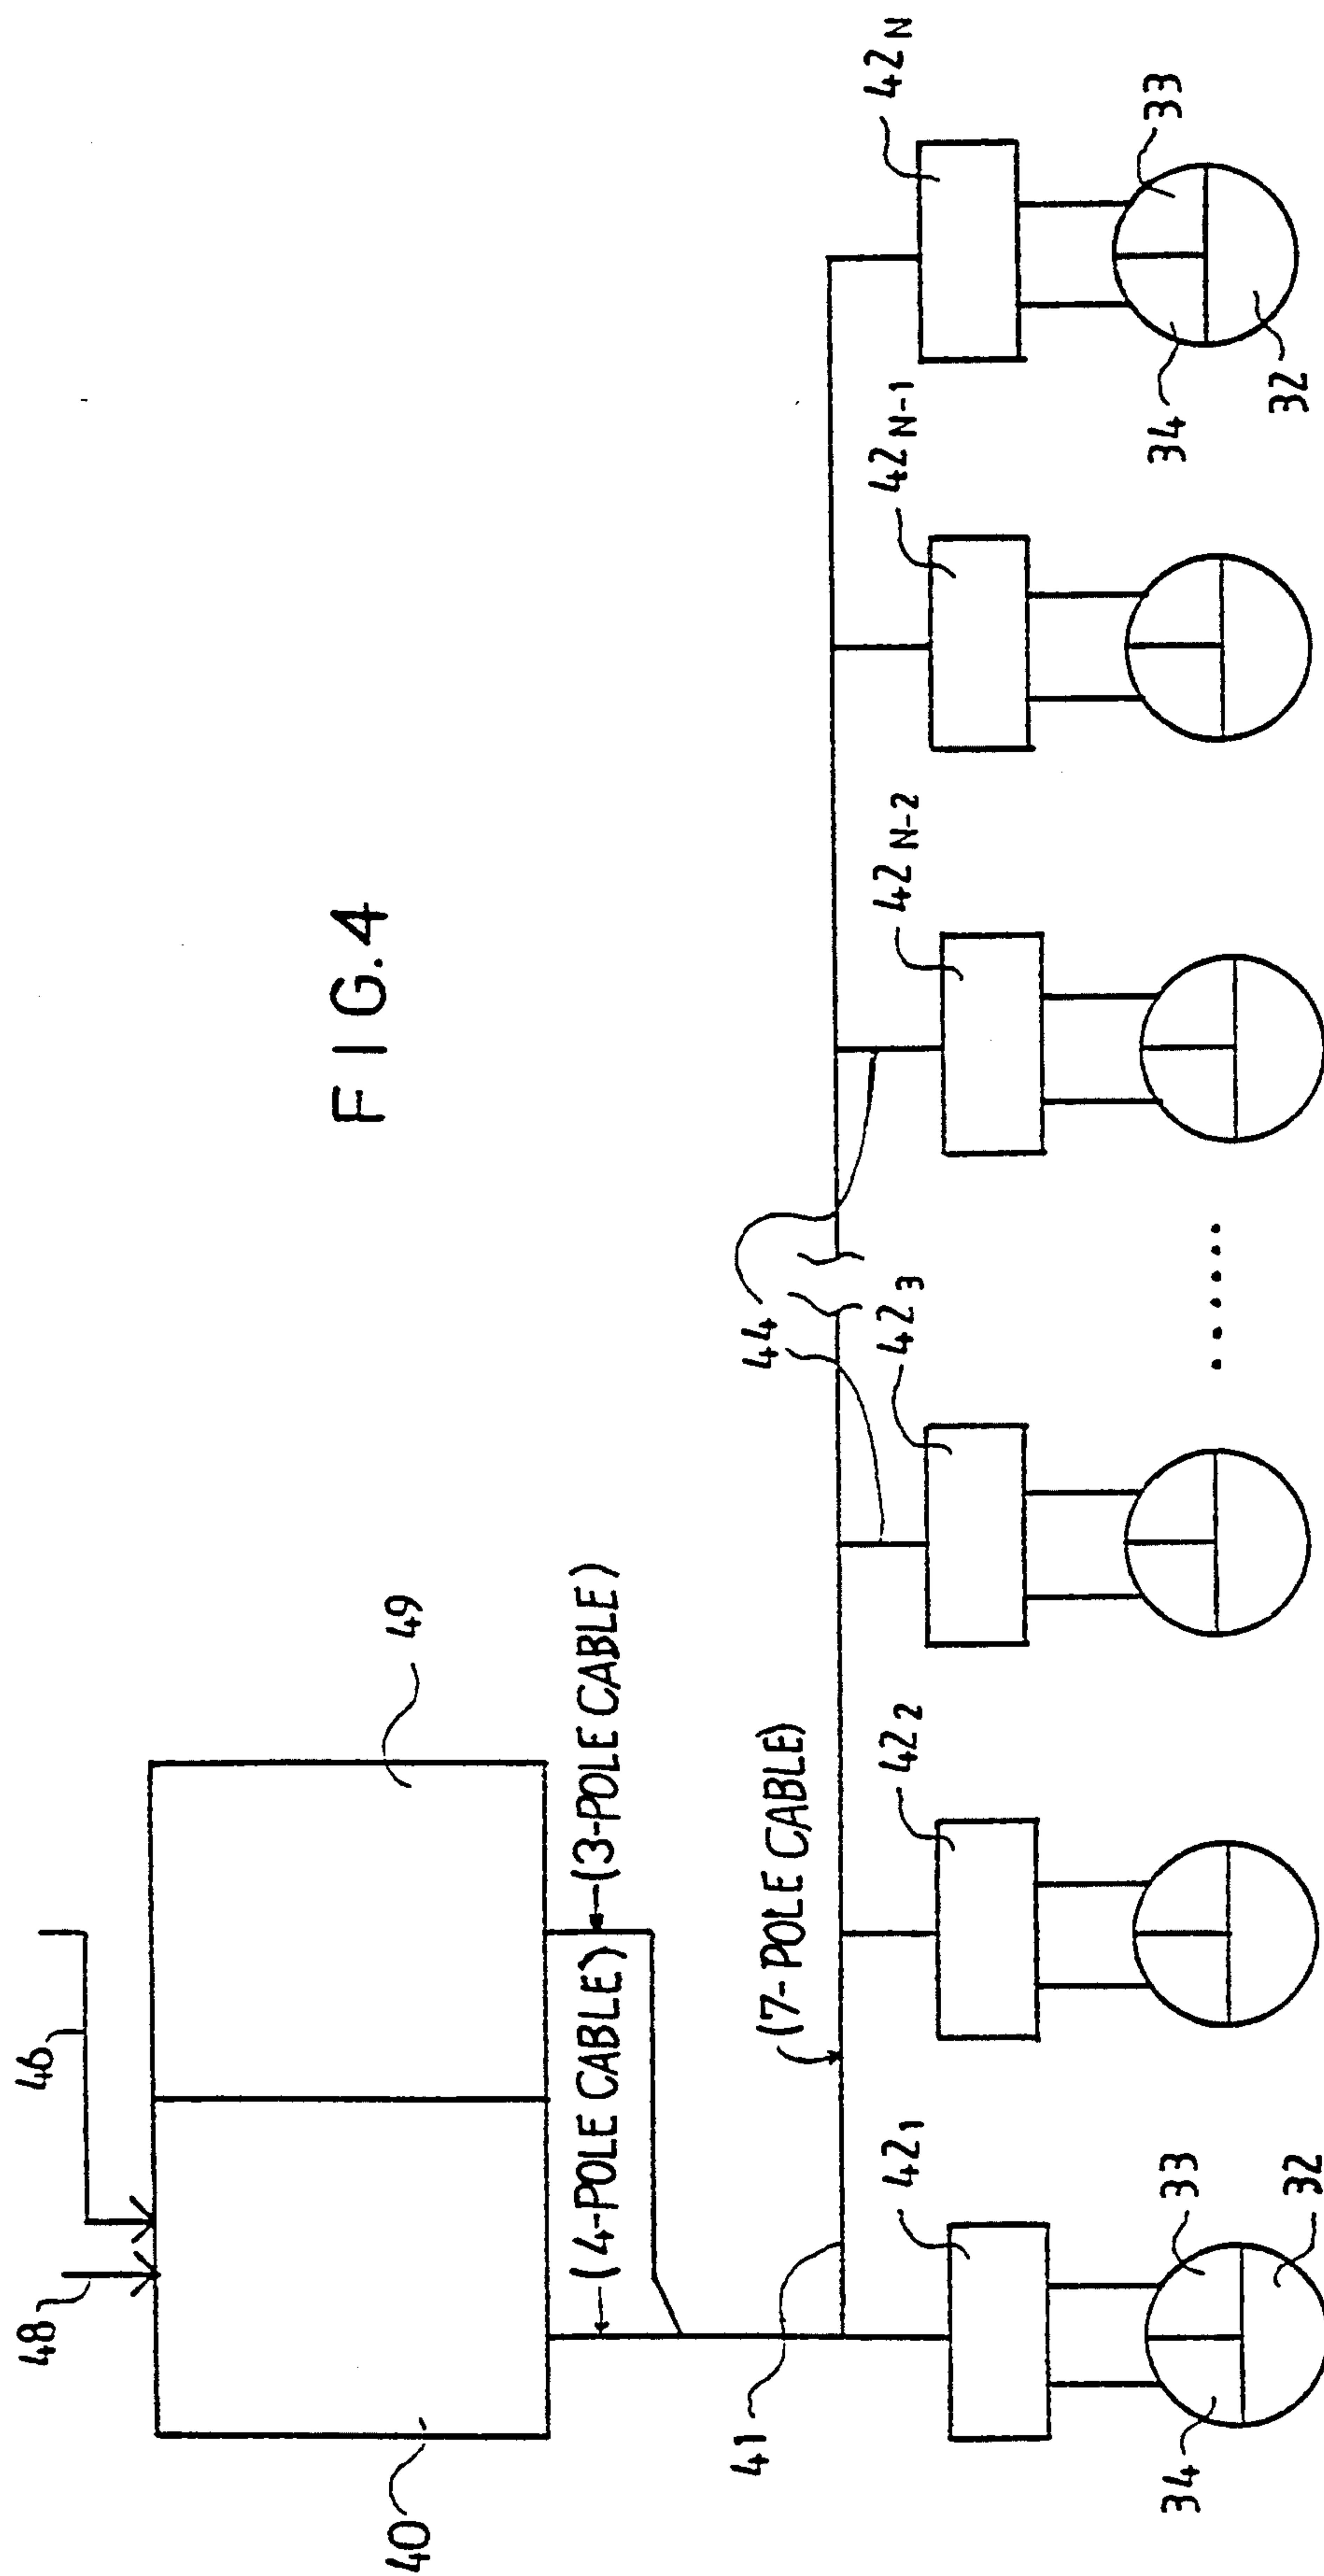 FIG.4
48
46
40
49
(4-POLE CABLE)
(3-POLE CABLE)
41
(7-POLE CABLE)
44
42₁
42₂
42₃
42N-2
42N-1
42N
34
33
32
34
33
32